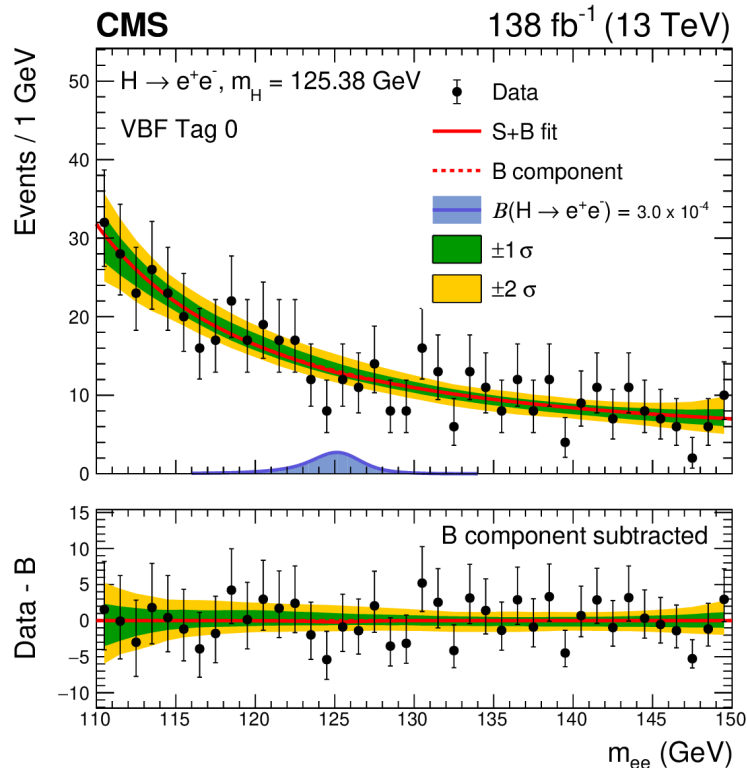 CMS 138 fb⁻¹ (13 TeV)
Events / 1 GeV
H → e⁺e⁻, m_H = 125.38 GeV
VBF Tag 0
Data
S+B fit
B component
B(H → e⁺e⁻) = 3.0 x 10⁻⁴
±1 σ
±2 σ
50
40
30
20
10
0
B component subtracted
Data - B
15
10
5
0
−5
−10
110 115 120 125 130 135 140 145 150
m_ee (GeV)